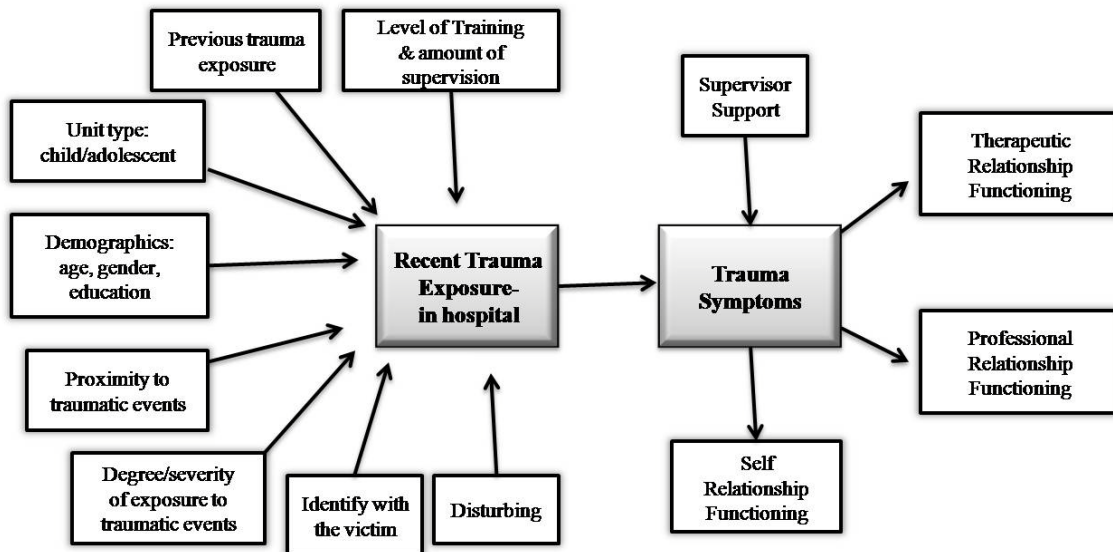 Previous trauma
exposure
Level of Training
& amount of
supervision
Supervisor
Support
Unit type:
child/adolescent
Therapeutic
Relationship
Functioning
Demographics:
age, gender,
education
Recent Trauma
Exposure-
in hospital
Trauma
Symptoms
Proximity to
traumatic events
Professional
Relationship
Functioning
Degree/severity
of exposure to
traumatic events
Identify with
the victim
Disturbing
Self
Relationship
Functioning